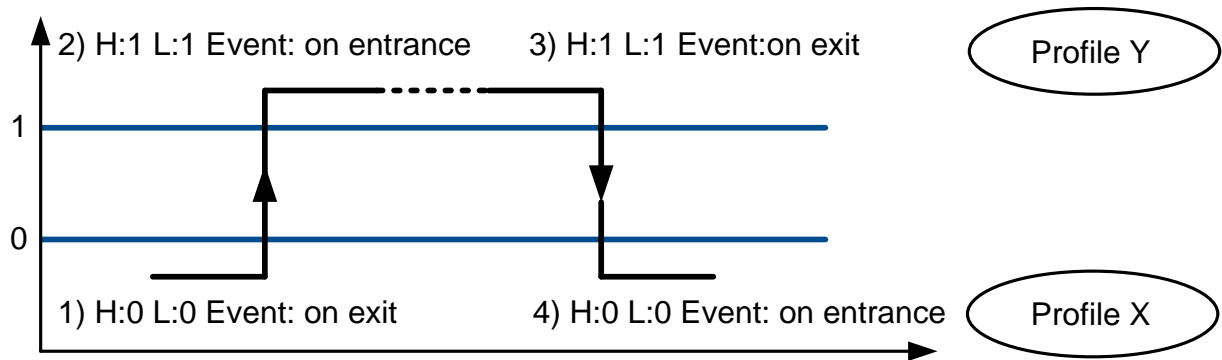 2) H:1 L:1 Event: on entrance
3) H:1 L:1 Event:on exit
Profile Y
1
0
1) H:0 L:0 Event: on exit
4) H:0 L:0 Event: on entrance
Profile X